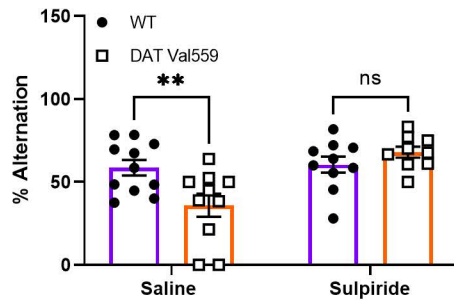 WT
DAT Val559
% Alternation
150
100
50
0
**
ns
Saline
Sulpiride